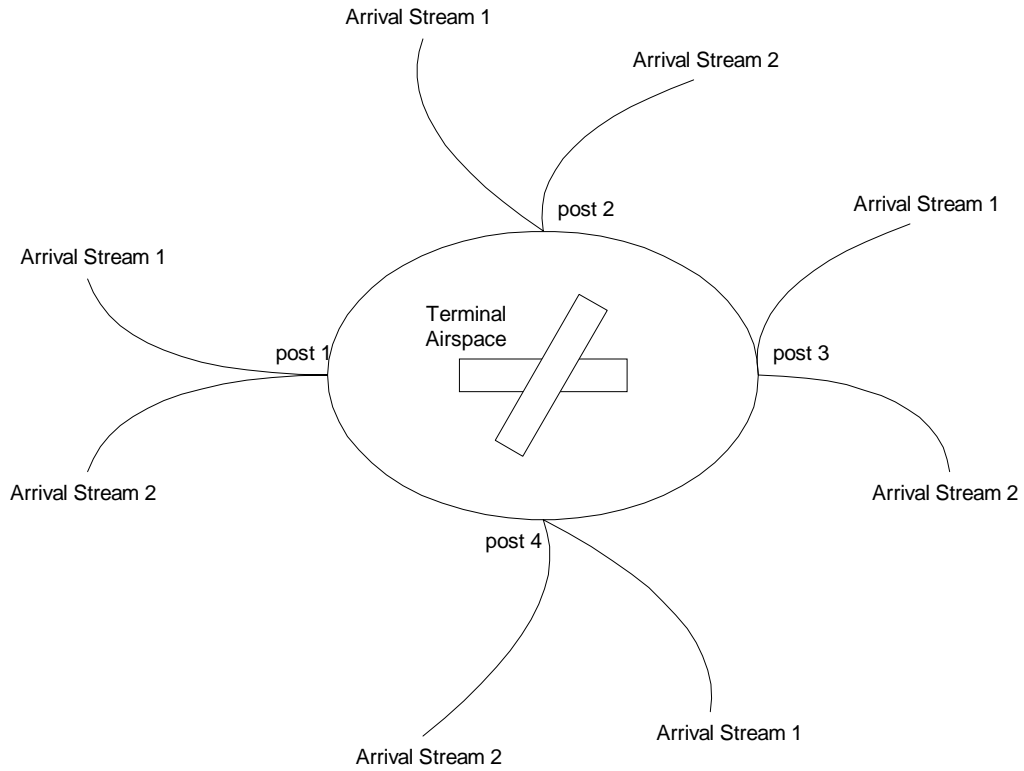 Arrival Stream 1
Arrival Stream 2
post 2
Arrival Stream 1
Arrival Stream 1
Terminal
Airspace
post 1
post 3
Arrival Stream 2
Arrival Stream 2
post 4
Arrival Stream 1
Arrival Stream 2